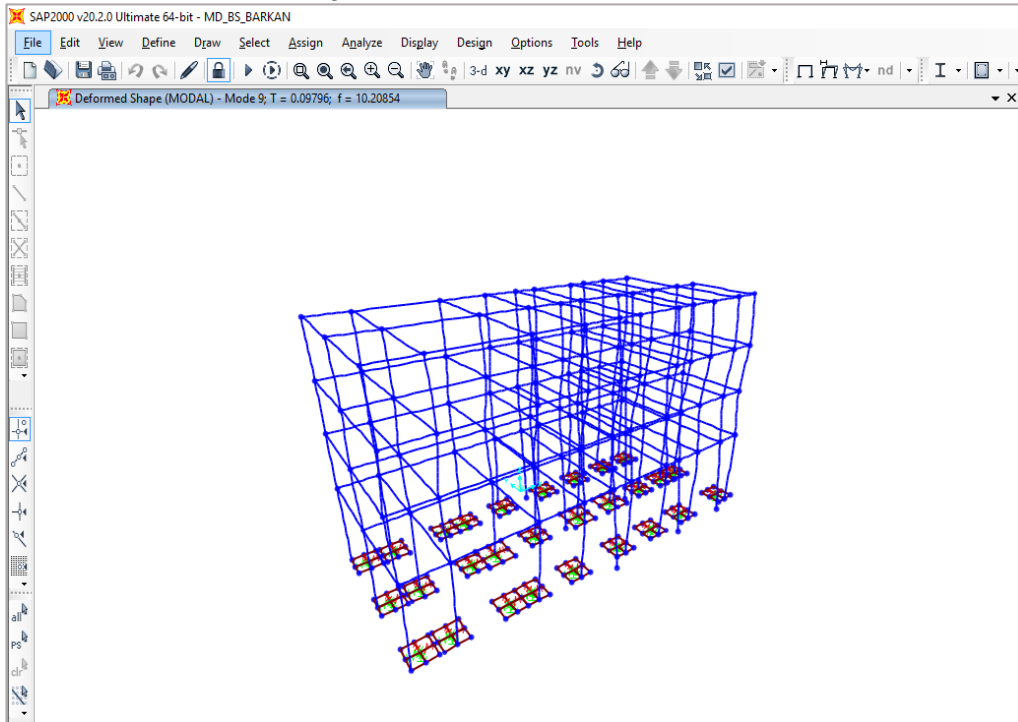 SAP2000 v20.2.0 Ultimate 64-bit - MD_BS_BARKAN
File Edit View Define Draw Select Assign Analyze Display Design Options Tools Help
3-d xy xz yz nv nd
Deformed Shape (MODAL) - Mode 9; T = 0.09796; f = 10.20854
all
PS
clr